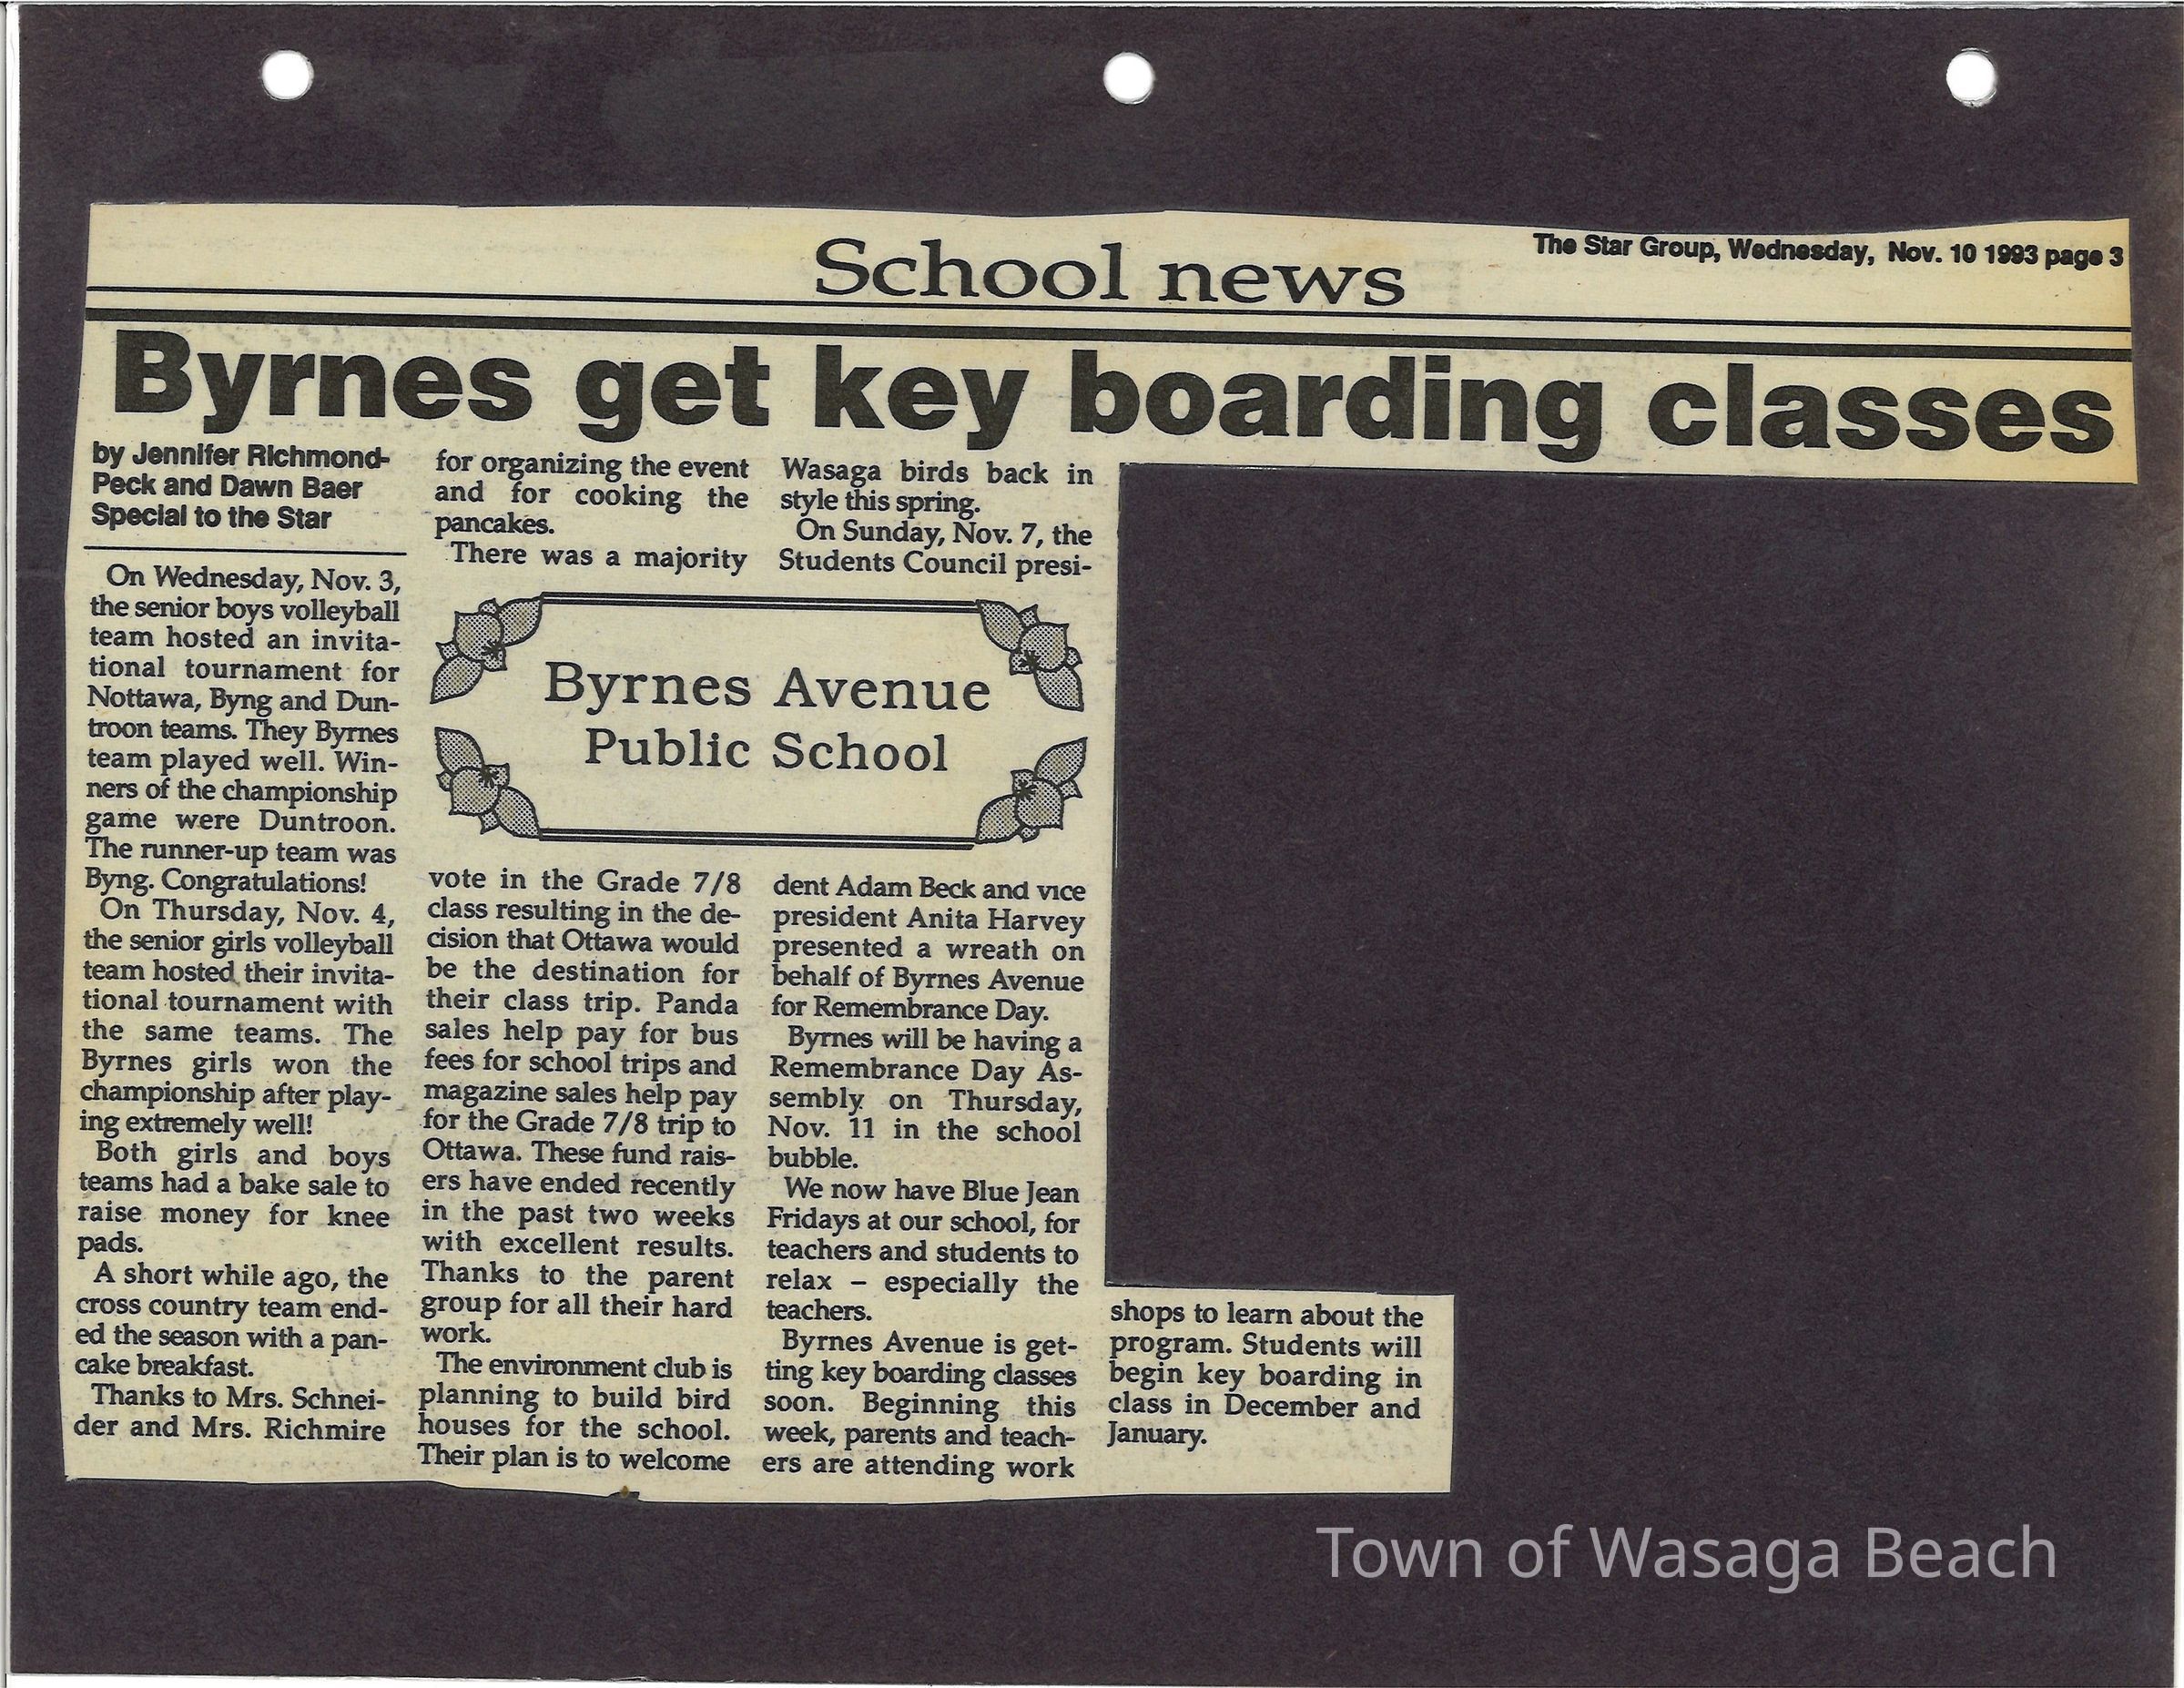 School news
The Star Group, Wednesday, Nov. 10 1993 page 3
Byrnes get key boarding classes
by Jennifer Richmond-
Peck and Dawn Baer
Special to the Star
On Wednesday, Nov. 3,
the senior boys volleyball
team hosted an invita-
tional tournament for
Nottawa, Byng and Dun-
troon teams. They Byrnes
team played well. Win-
ners of the championship
game were Duntroon.
The runner-up team was
Byng. Congratulations!
On Thursday, Nov. 4,
the senior girls volleyball
team hosted their invita-
tional tournament with
the same teams. The
Byrnes girls won the
championship after play-
ing extremely well!
Both girls and boys
teams had a bake sale to
raise money for knee
pads.
A short while ago, the
cross country team end-
ed the season with a pan-
cake breakfast.
Thanks to Mrs. Schnei-
der and Mrs. Richmire
for organizing the event
and for cooking the
pancakes.
There was a majority
Byrnes Avenue
Public School
vote in the Grade 7/8
class resulting in the de-
cision that Ottawa would
be the destination for
their class trip. Panda
sales help pay for bus
fees for school trips and
magazine sales help pay
for the Grade 7/8 trip to
Ottawa. These fund rais-
ers have ended recently
in the past two weeks
with excellent results.
Thanks to the parent
group for all their hard
work.
The environment club is
planning to build bird
houses for the school.
Their plan is to welcome
Wasaga birds back in
style this spring.
On Sunday, Nov. 7, the
Students Council presi-
dent Adam Beck and vice
president Anita Harvey
presented a wreath on
behalf of Byrnes Avenue
for Remembrance Day.
Byrnes will be having a
Remembrance Day As-
sembly on Thursday,
Nov. 11 in the school
bubble.
We now have Blue Jean
Fridays at our school, for
teachers and students to
relax – especially the
teachers.
Byrnes Avenue is get-
ting key boarding classes
soon. Beginning this
week, parents and teach-
ers are attending work
shops to learn about the
program. Students will
begin key boarding in
class in December and
January.
Town of Wasaga Beach